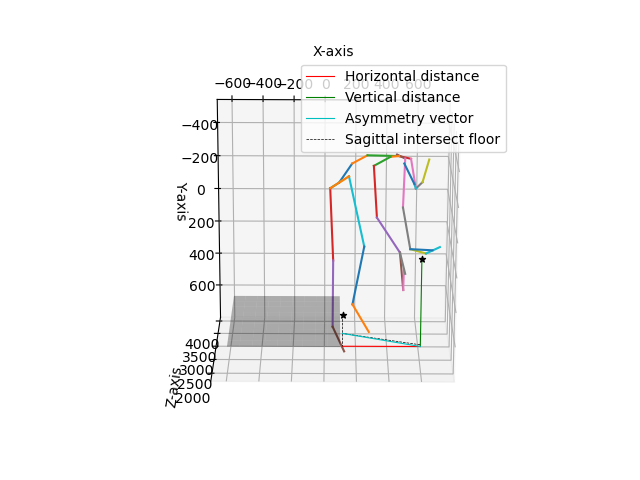 X-axis
−600 −400 −200 0 200 400 600
Horizontal distance
Vertical distance
Asymmetry vector
Sagittal intersect floor
−400
−200
0
200
400
600
Y-axis
4000
3500
3000
2500
2000
Z-axis